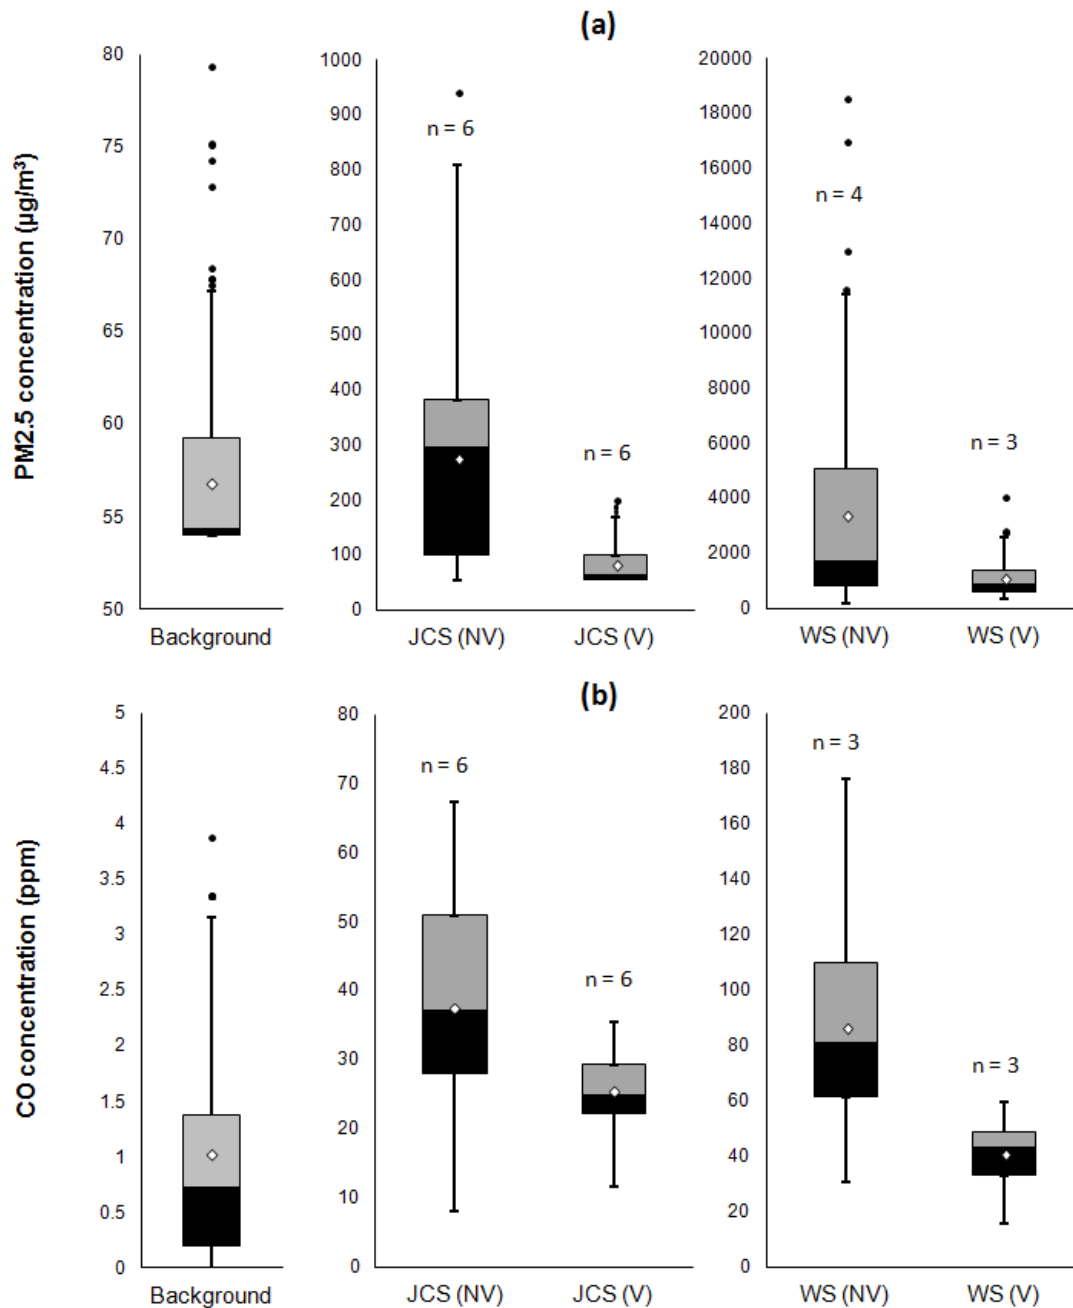 (a)
PM2.5 concentration (µg/m³)
80
75
70
65
60
55
50
Background
1000
900
800
700
600
500
400
300
200
100
0
n = 6
n = 6
JCS (NV)
JCS (V)
20000
18000
16000
14000
12000
10000
8000
6000
4000
2000
0
n = 4
n = 3
WS (NV)
WS (V)
(b)
CO concentration (ppm)
5
4.5
4
3.5
3
2.5
2
1.5
1
0.5
0
Background
80
70
60
50
40
30
20
10
0
n = 6
n = 6
JCS (NV)
JCS (V)
200
180
160
140
120
100
80
60
40
20
0
n = 3
n = 3
WS (NV)
WS (V)